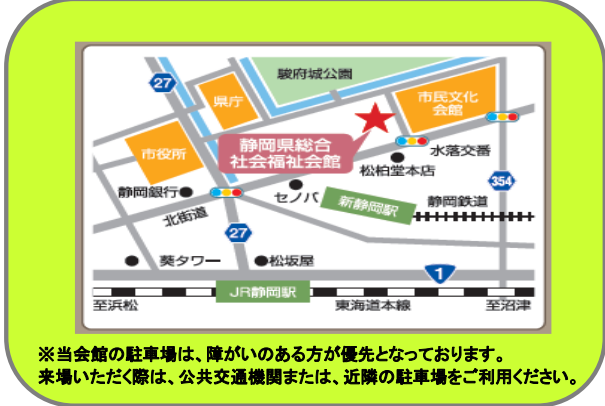 駿府城公園
27
県庁
市民文化
会館
市役所
静岡県総合
社会福祉会館
水落交番
松柏堂本店
354
静岡銀行
セノバ
新静岡駅
静岡鉄道
北街道
27
葵タワー
松坂屋
1
JR静岡駅
至浜松
東海道本線
至沼津
※当会館の駐車場は、障がいのある方が優先となっております。
来場いただく際は、公共交通機関または、近隣の駐車場をご利用ください。